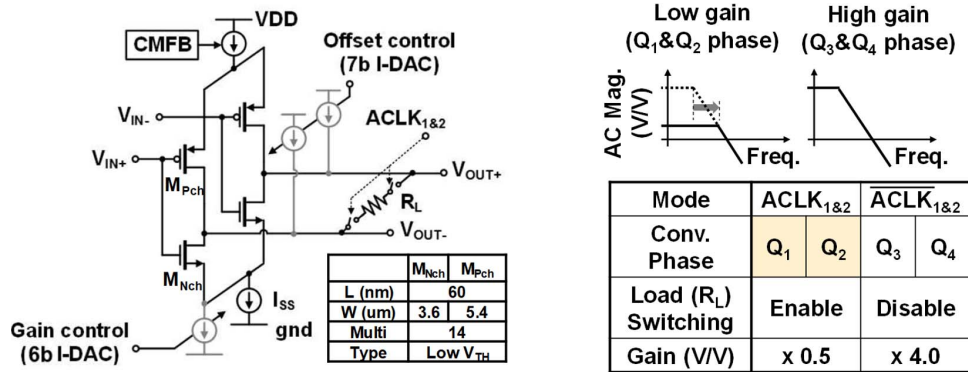 VDD
CMFB
Offset control
(7b I-DAC)
V_IN-
ACLK_1&2
V_IN+
M_Pch
V_OUT+
R_L
V_OUT-
M_Nch
I_SS
gnd
Gain control
(6b I-DAC)
M_Nch M_Pch
L (nm) 60
W (um) 3.6 5.4
Multi 14
Type Low V_TH
Low gain
(Q_1&Q_2 phase)
High gain
(Q_3&Q_4 phase)
AC Mag.
(V/V)
Freq.
Freq.
Mode ACLK_1&2 \overline{ACLK_1&2}
Conv.
Phase Q_1 Q_2 Q_3 Q_4
Load (R_L)
Switching Enable Disable
Gain (V/V) x 0.5 x 4.0